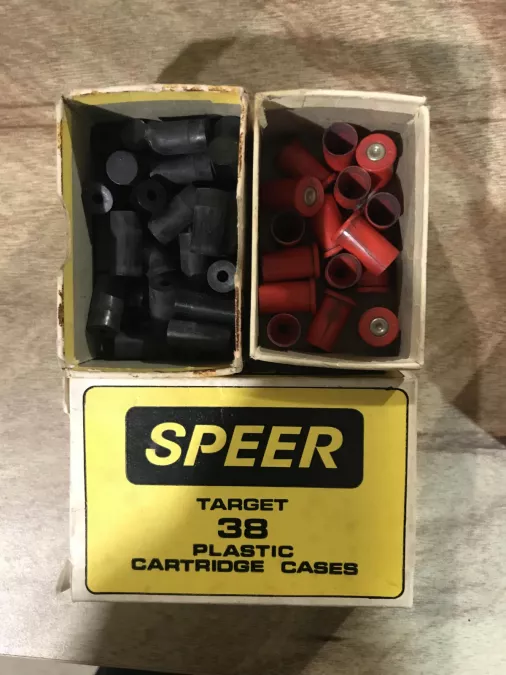 SPEER
TARGET
38
PLASTIC
CARTRIDGE CASES